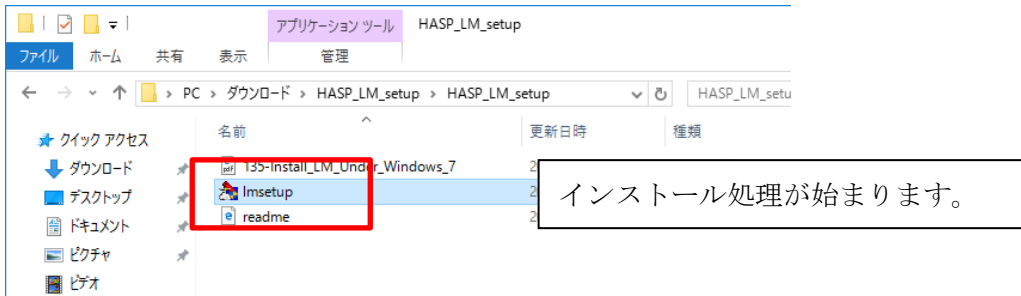 アプリケーション ツール HASP_LM_setup
ファイル ホーム 共有 表示 管理
PC › ダウンロード › HASP_LM_setup › HASP_LM_setup HASP_LM_setu
クイック アクセス
ダウンロード
デスクトップ
ドキュメント
ピクチャ
ビデオ
名前 更新日時 種類
135-Install_LM_Under_Windows_7 2
lmsetup 2
readme 2
インストール処理が始まります。